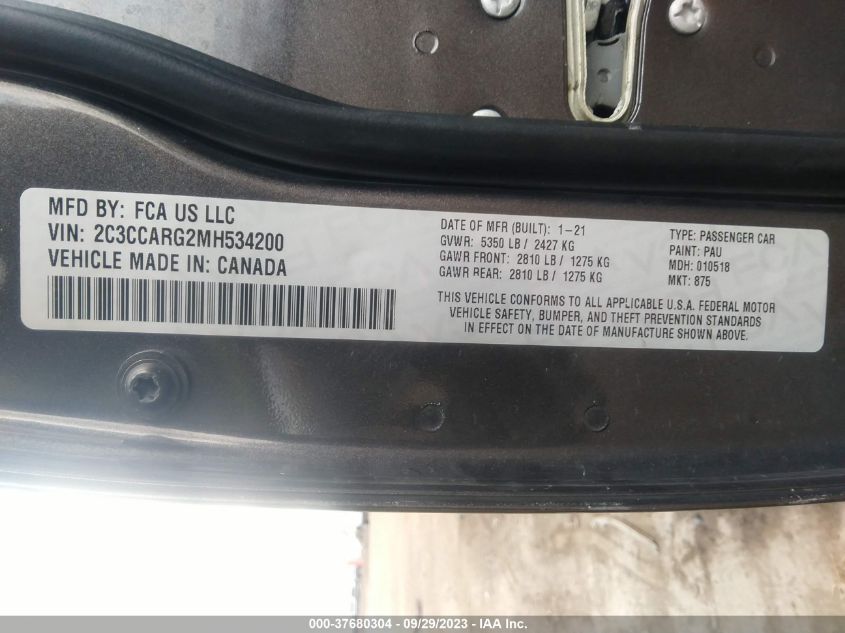 MFD BY: FCA US LLC
VIN: 2C3CCARG2MH534200
VEHICLE MADE IN: CANADA
DATE OF MFR (BUILT): 1-21
GVWR: 5350 LB / 2427 KG
GAWR FRONT: 2810 LB / 1275 KG
GAWR REAR: 2810 LB / 1275 KG
TYPE: PASSENGER CAR
PAINT: PAU
MDH: 010518
MKT: 875
THIS VEHICLE CONFORMS TO ALL APPLICABLE U.S.A. FEDERAL MOTOR
VEHICLE SAFETY, BUMPER, AND THEFT PREVENTION STANDARDS
IN EFFECT ON THE DATE OF MANUFACTURE SHOWN ABOVE.
000-37680304 - 09/29/2023 - IAA Inc.